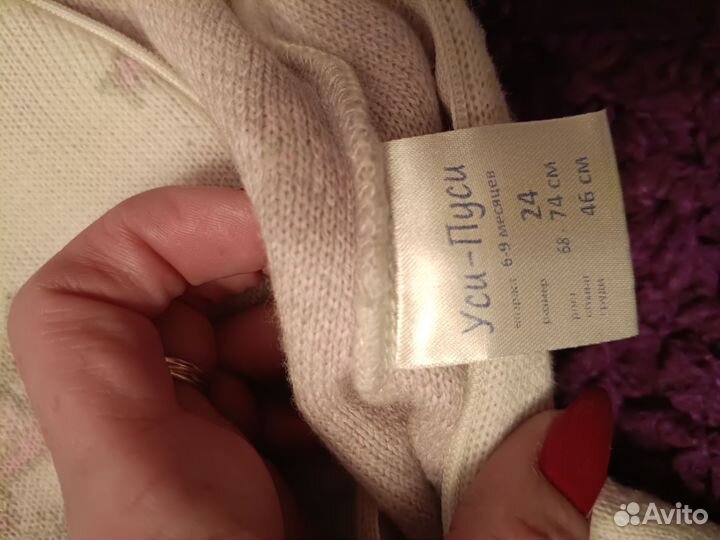 Уси-Пуси
возраст 6-9 месяцев
размер 24
рост 68 - 74 см
обхват груди 46 см
Avito